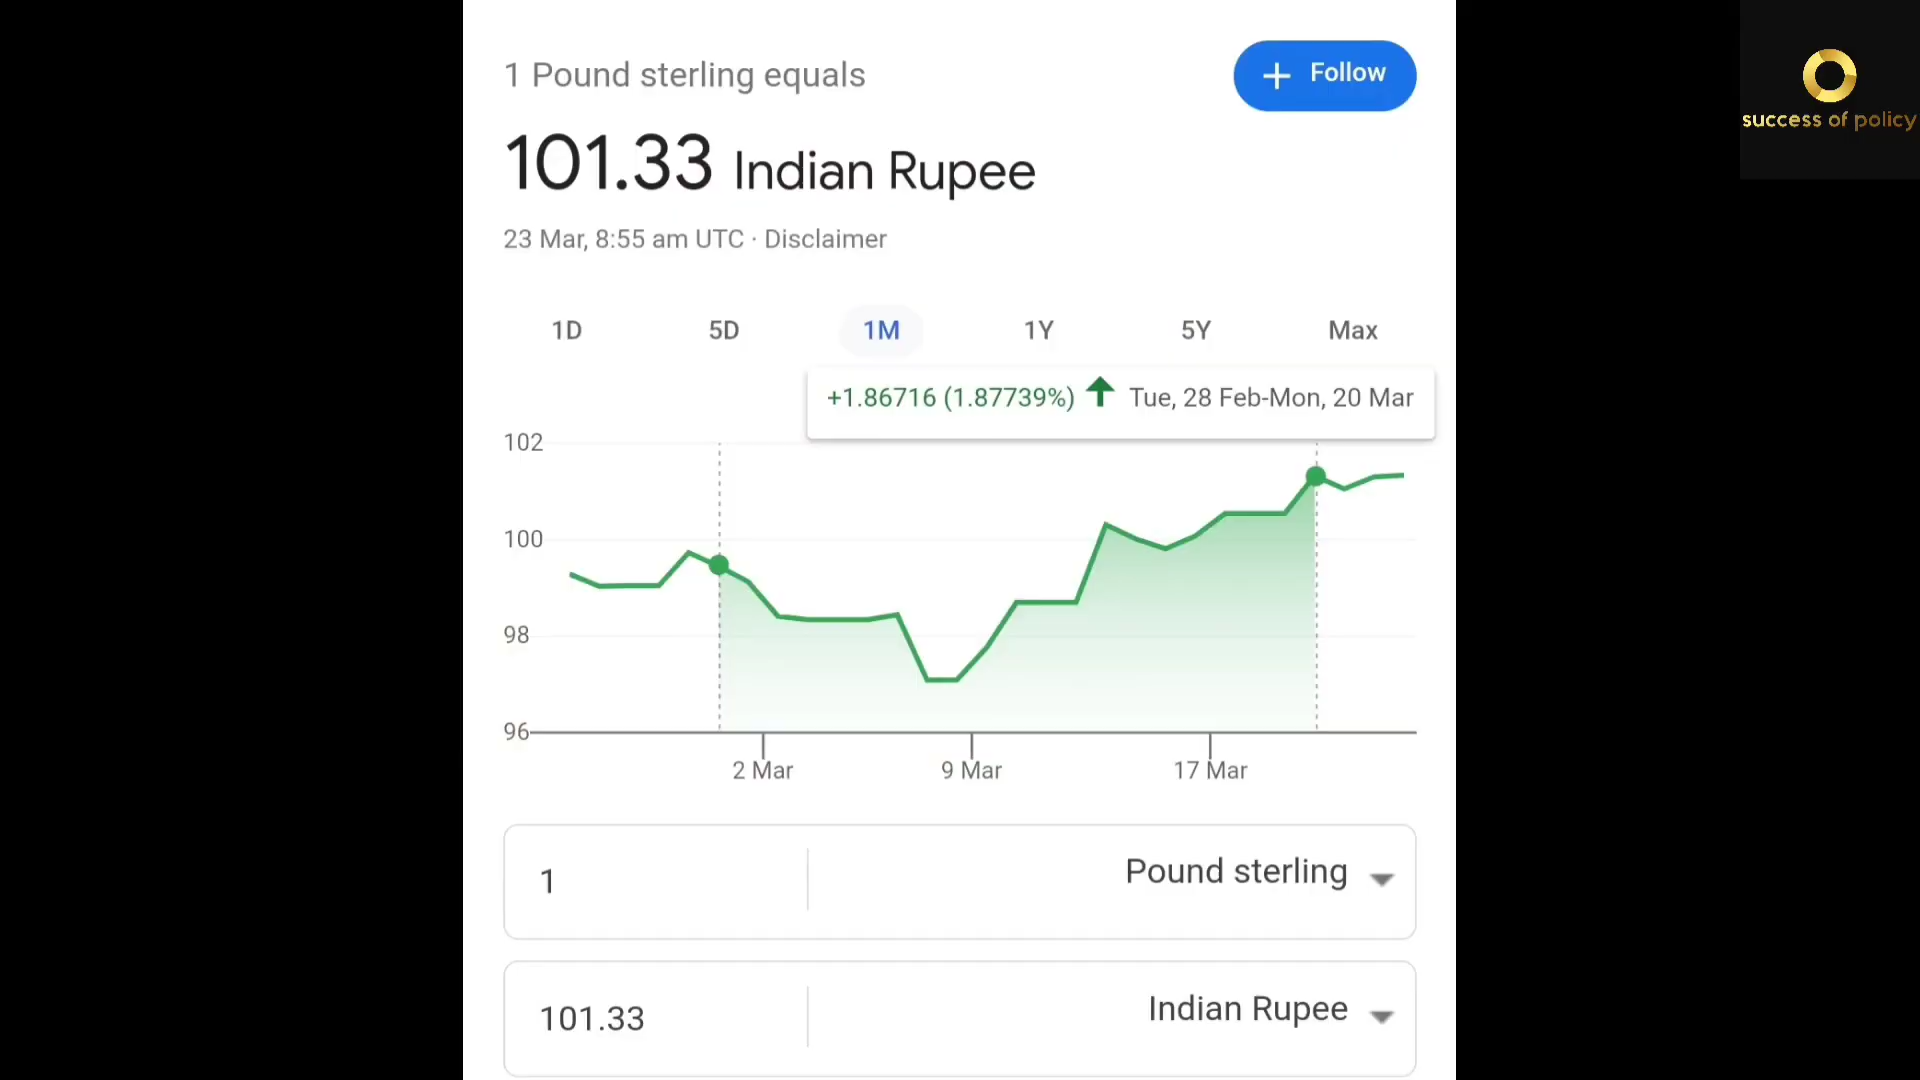 1 Pound sterling equals
+ Follow
101.33 Indian Rupee
23 Mar, 8:55 am UTC · Disclaimer
1D 5D 1M 1Y 5Y Max
+1.86716 (1.87739%) Tue, 28 Feb-Mon, 20 Mar
102
100
98
96
2 Mar 9 Mar 17 Mar
1 Pound sterling
101.33 Indian Rupee
success of policy